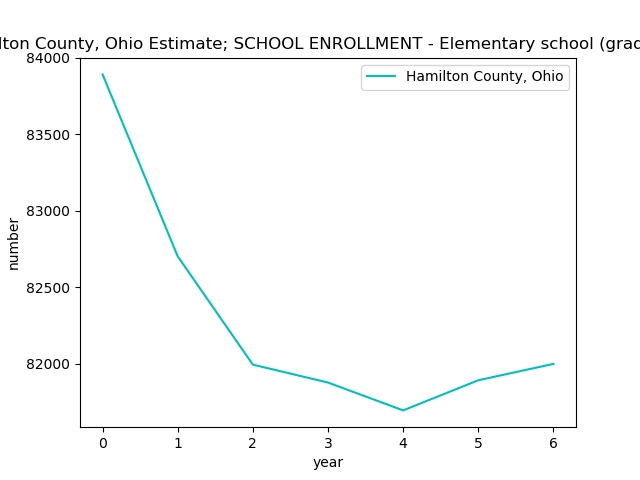 lton County, Ohio Estimate; SCHOOL ENROLLMENT - Elementary school (grad
84000
83500
83000
82500
82000
number
Hamilton County, Ohio
0 1 2 3 4 5 6
year